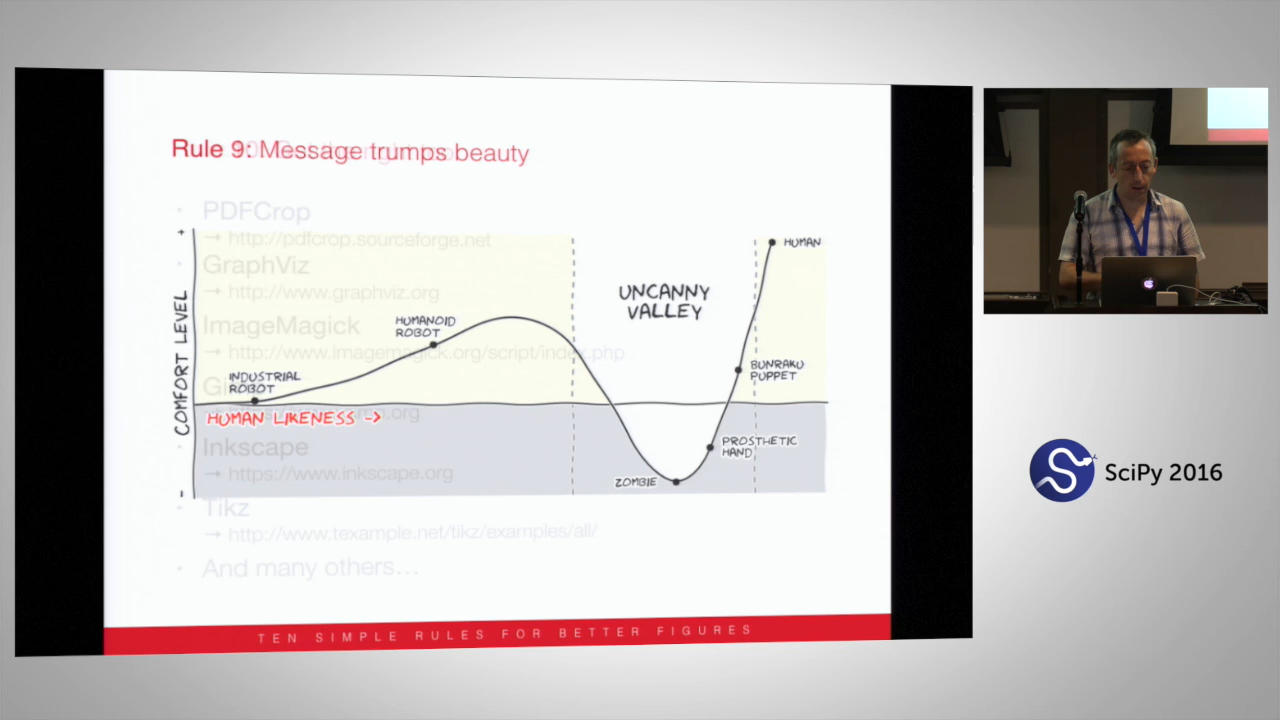 Rule 9: Message trumps beauty
PDFCrop
→ http://pdfcrop.sourceforge.net
GraphViz
→ http://www.graphviz.org
ImageMagick
→ http://www.imagemagick.org/script/index.php
Inkscape
→ https://www.inkscape.org
Tikz
→ http://www.texample.net/tikz/examples/all/
And many others…
+
COMFORT LEVEL
-
INDUSTRIAL
ROBOT
HUMANOID
ROBOT
HUMAN LIKENESS ->
UNCANNY
VALLEY
HUMAN
BUNRAKU
PUPPET
PROSTHETIC
HAND
ZOMBIE
TEN SIMPLE RULES FOR BETTER FIGURES
SciPy 2016